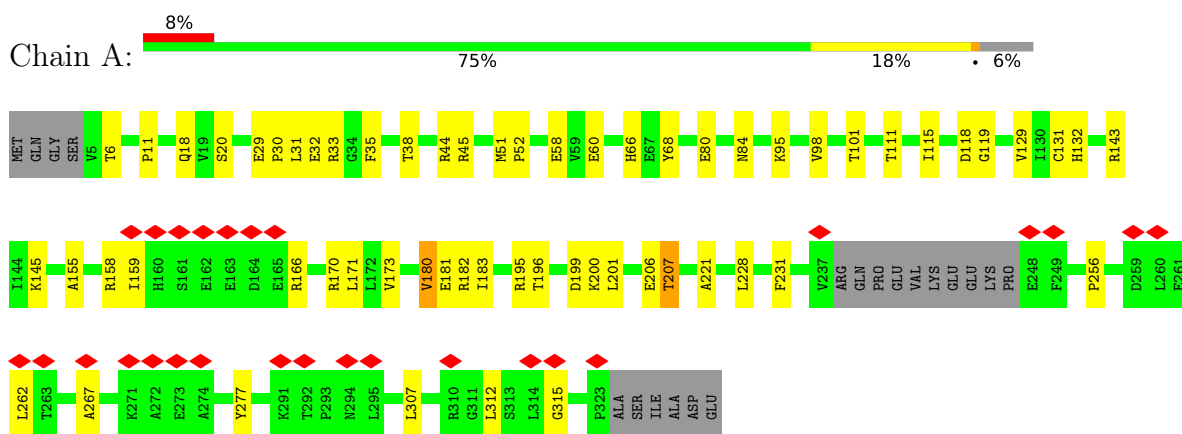 8%
Chain A:
75% 18% • 6%
MET GLN GLY SER V5 T6 P11 Q18 V19 S20 E29 P30 L31 E32 R33 G34 F35 T38 R44 R45 M51 P52 E58 V59 E60 H66 E67 Y68 E80 N84 K95 V98 T101 T111 I115 D118 G119 V129 I130 C131 H132 R143
I144 K145 A155 R158 I159 H160 S161 E162 E163 D164 E165 R166 R170 L171 L172 V173 V180 E181 R182 I183 R195 T196 D199 K200 L201 E206 T207 A221 L228 F231 V237 ARG GLN PRO GLU VAL LYS GLU GLU LYS PRO E248 F249 P256 D259 L260 E261
L262 T263 A267 K271 A272 E273 A274 Y277 K291 T292 P293 N294 L295 L307 R310 G311 L312 S313 L314 G315 P323 ALA SER ILE ALA ASP GLU